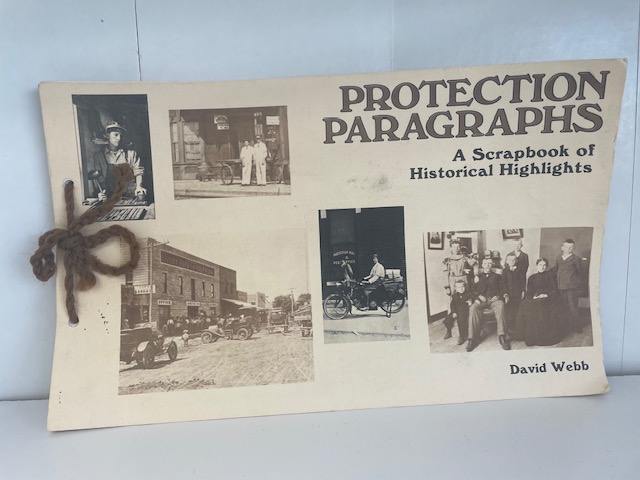 PROTECTION
PARAGRAPHS
A Scrapbook of
Historical Highlights
David Webb